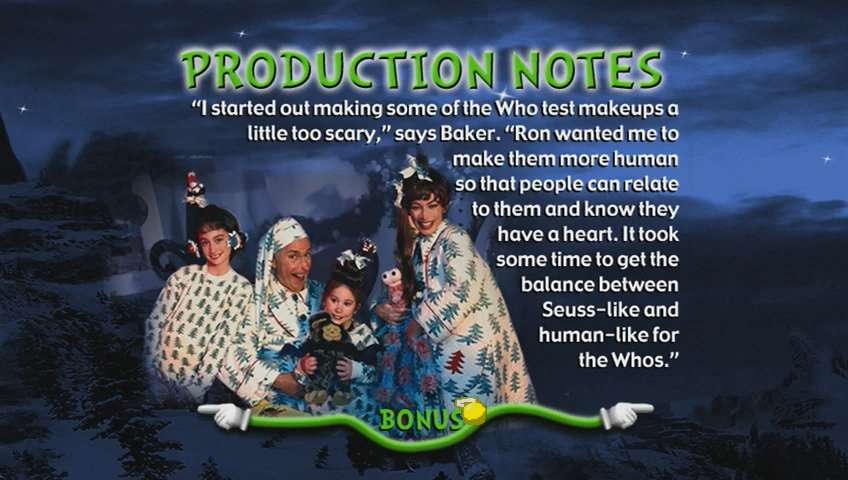 PRODUCTION NOTES
“I started out making some of the Who test makeups a
little too scary,” says Baker. “Ron wanted me to
make them more human
so that people can relate
to them and know they
have a heart. It took
some time to get the
balance between
Seuss-like and
human-like for
the Whos.”
BONUS